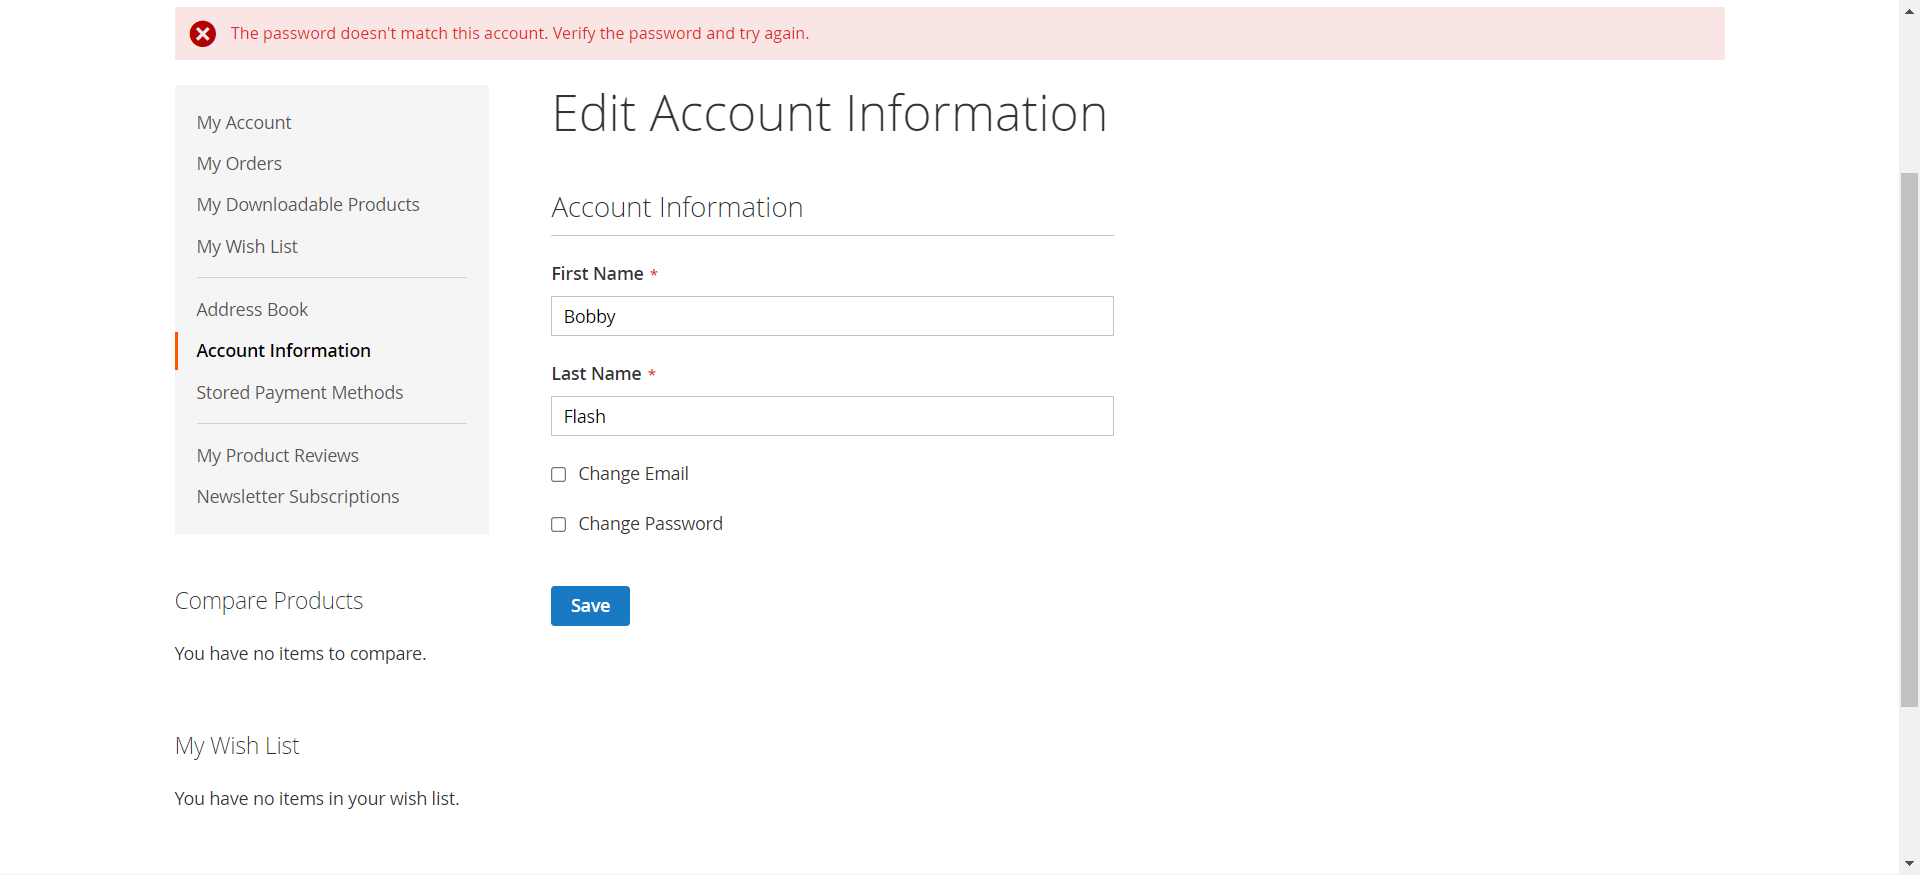 The password doesn't match this account. Verify the password and try again.
My Account
My Orders
My Downloadable Products
My Wish List
Address Book
Account Information
Stored Payment Methods
My Product Reviews
Newsletter Subscriptions
Compare Products
You have no items to compare.
My Wish List
You have no items in your wish list.
Edit Account Information
Account Information
First Name *
Bobby
Last Name *
Flash
Change Email
Change Password
Save